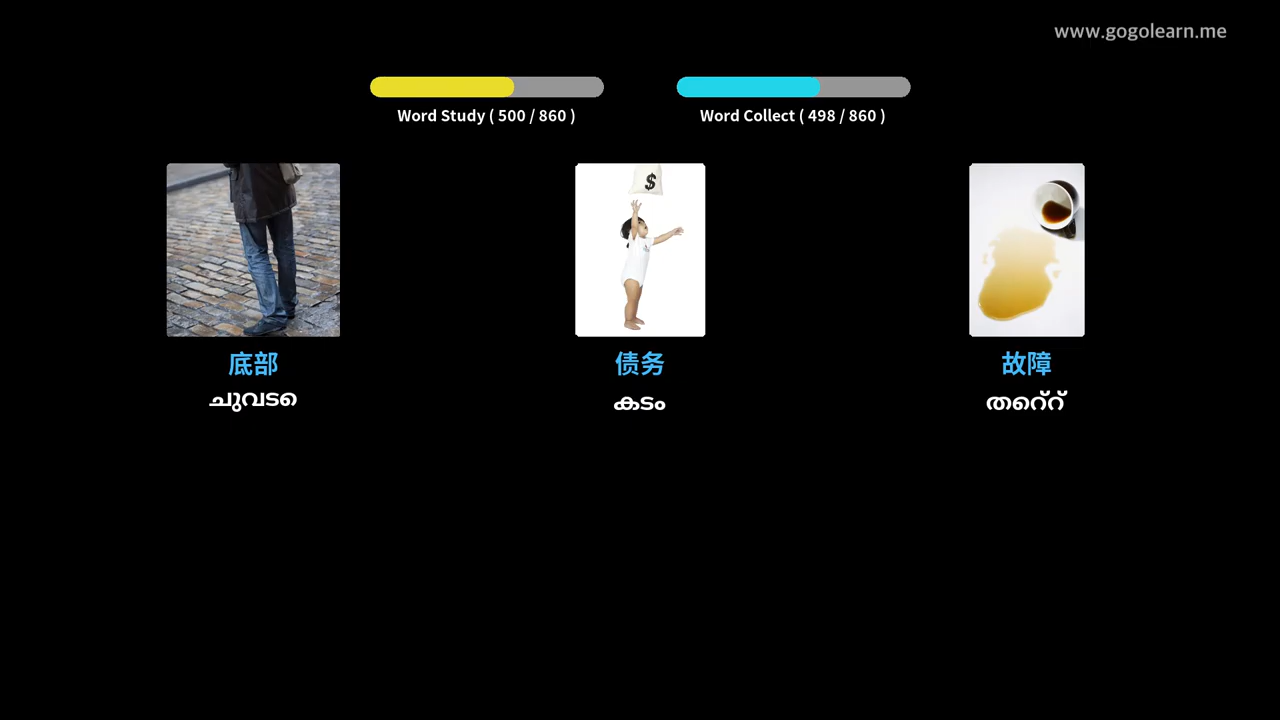 www.gogolearn.me
Word Study ( 500 / 860 )
Word Collect ( 498 / 860 )
$
底部
债务
故障
ചുവടെ
കടം
തെറ്റ്